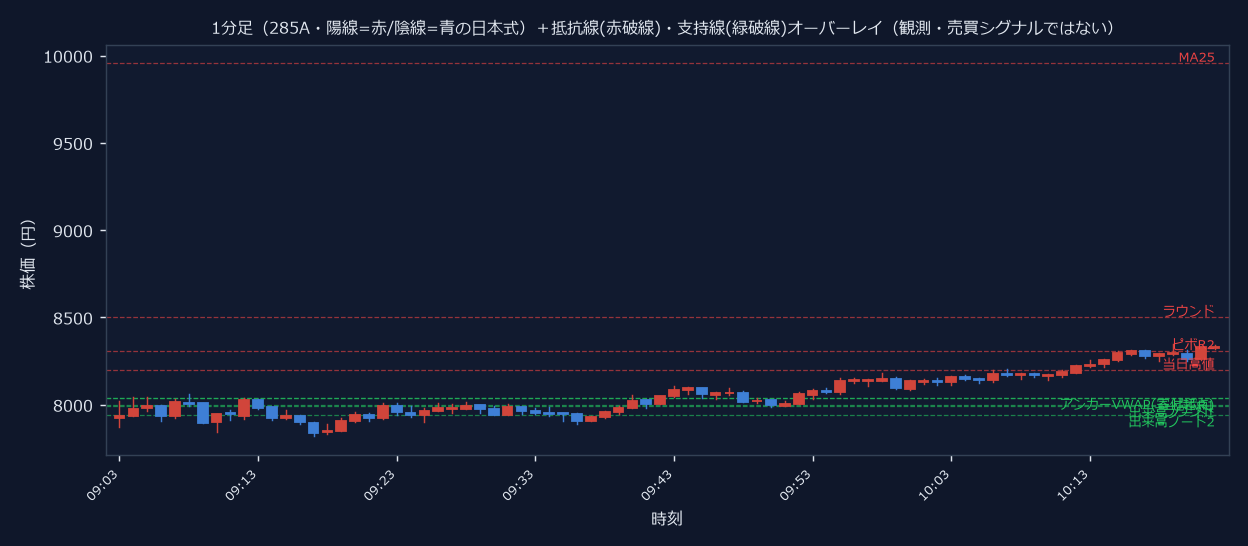 1分足（285A・陽線=赤/陰線=青の日本式）＋抵抗線(赤破線)・支持線(緑破線)オーバーレイ（観測・売買シグナルではない）
株価（円）
10000
9500
9000
8500
8000
MA25
ラウンド
ピボR2
当日高値
出来高ノード2
09:03
09:13
09:23
09:33
09:43
09:53
10:03
10:13
時刻